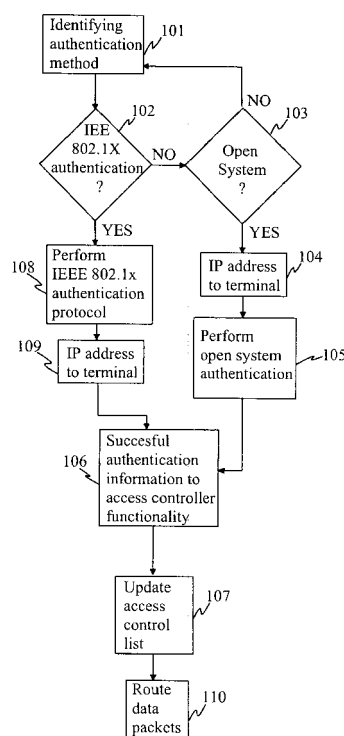 Identifying
authentication
method
101
102
IEE
802.1X
authentication
?
NO
NO
103
Open
System
?
YES
YES
108
Perform
IEEE 802.1x
authentication
protocol
IP address
to terminal
104
109
IP address
to terminal
Perform
open system
authentication
105
106
Succesful
authentication
information to
access controller
functionality
Update
access
control
list
107
Route
data
packets
110